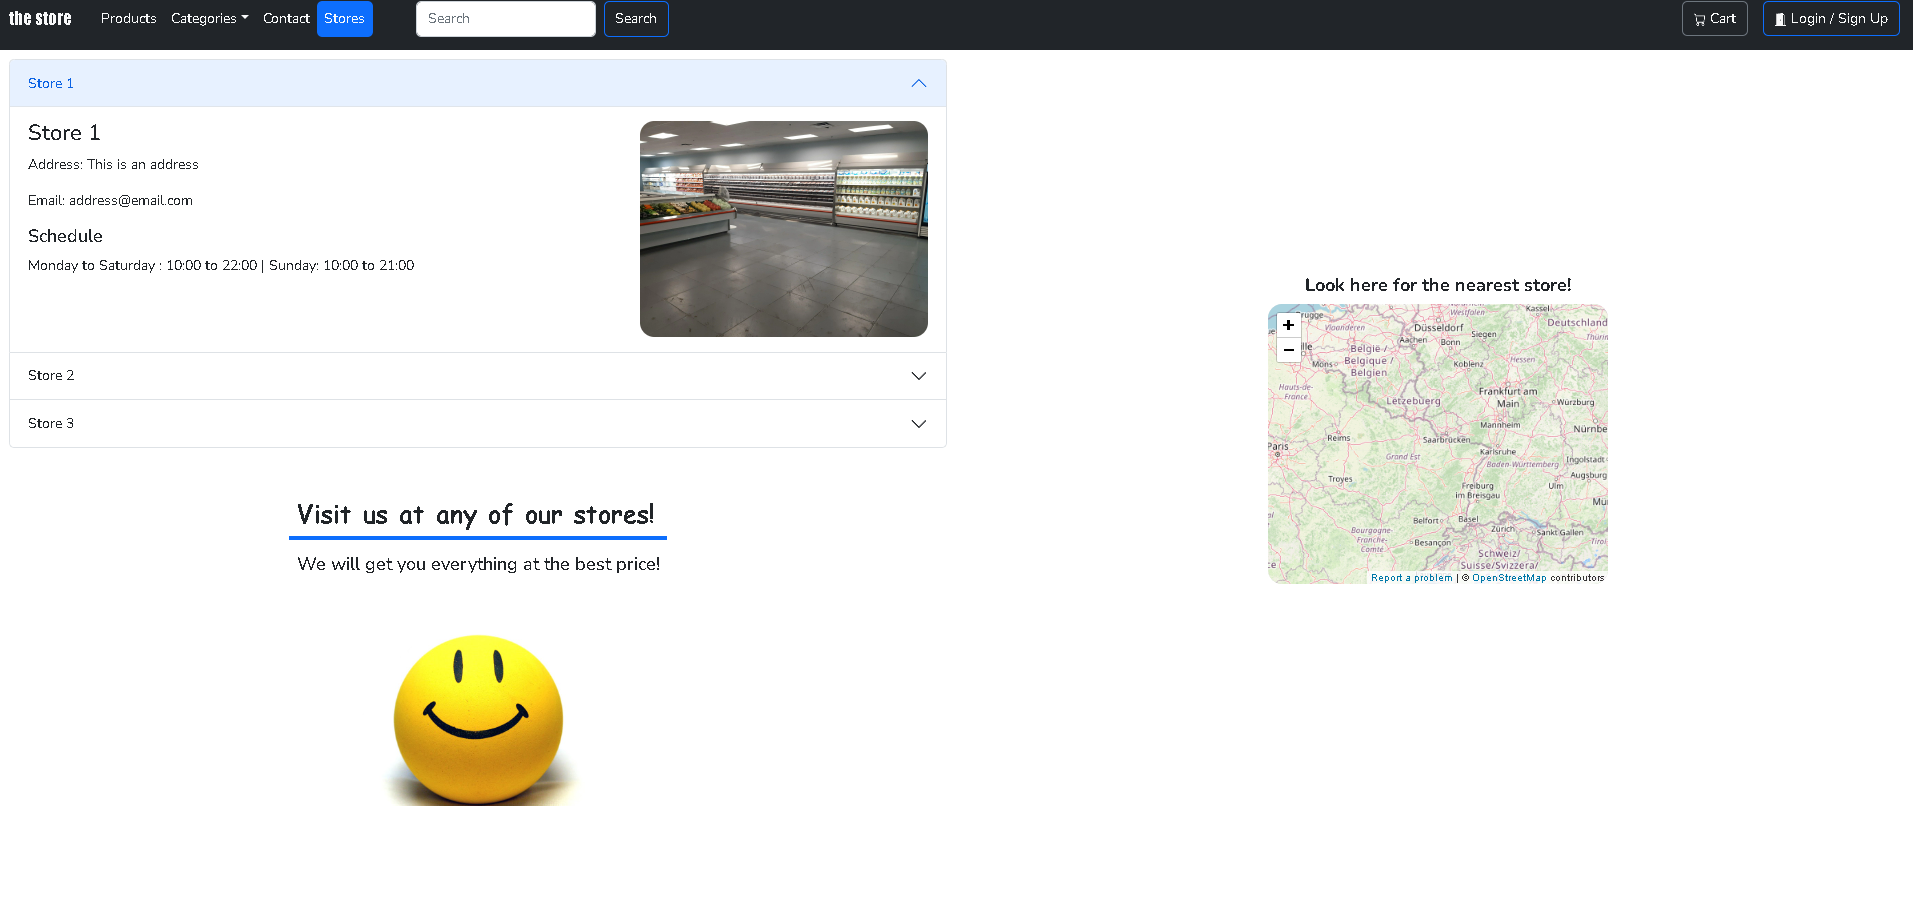 the store
Products
Categories
Contact
Stores
Search
Search
Cart
Login / Sign Up
Store 1
Store 1
Address: This is an address
Email: address@email.com
Schedule
Monday to Saturday : 10:00 to 22:00 | Sunday: 10:00 to 21:00
Store 2
Store 3
Visit us at any of our stores!
We will get you everything at the best price!
Look here for the nearest store!
+
−
Vlaanderen
Düsseldorf
Westfalen
Kassel
Deutschland
Siegen
Aachen
Bonn
België /
Belgique /
Belgien
Mons
Koblenz
Hessen
Hauts-de-
France
Letzebuerg
Frankfurt am
Main
Würzburg
Mannheim
Reims
Saarbrücken
Paris
Karlsruhe
Grand Est
Baden-Württemberg
Ingolstadt
Augsburg
Troyes
Freiburg
im Breisgau
Ulm
Belfort
Basel
Zürich
Sankt Gallen
Bourgogne-
Franche-
Comté
Besançon
Schweiz/
Suisse/Svizzera/
Report a problem | © OpenStreetMap contributors